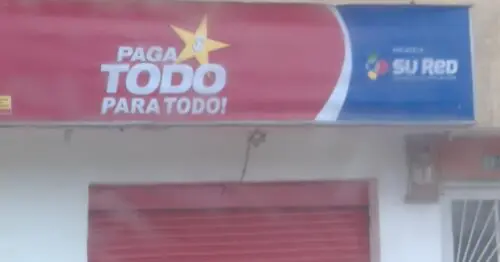 PAGA
TODO
PARA TODO!
SU RED